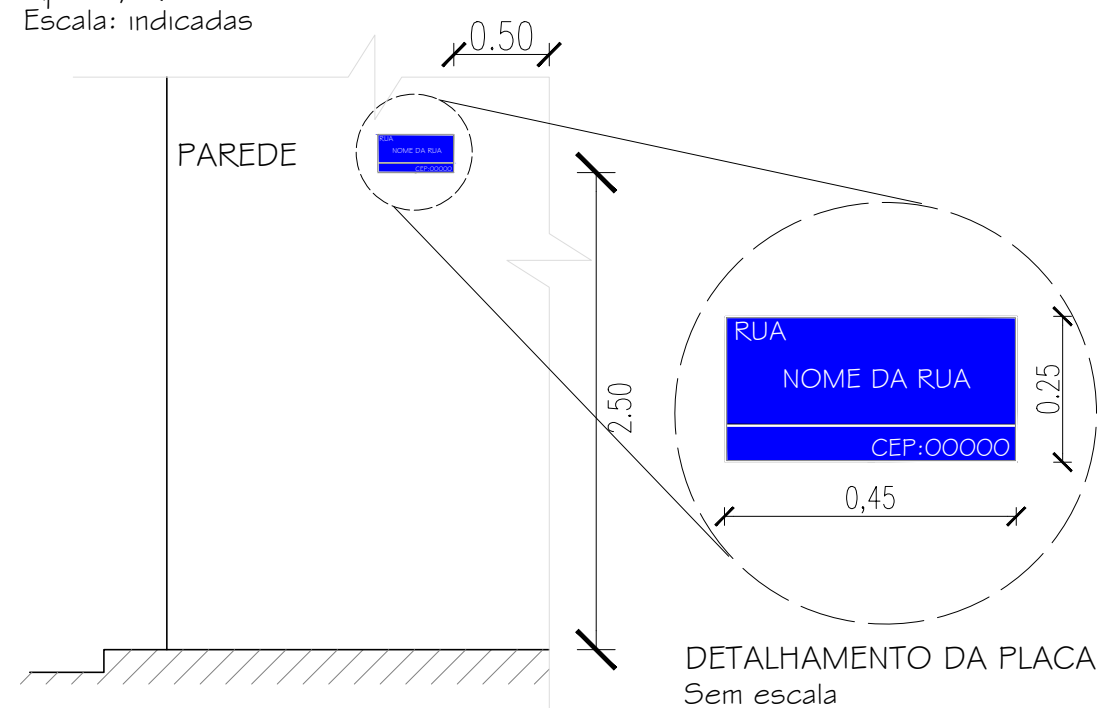 Escala: indicadas
0.50
PAREDE
RUA
NOME DA RUA
CEP:00000
2.50
RUA
NOME DA RUA
CEP:00000
0.25
0,45
DETALHAMENTO DA PLACA
Sem escala